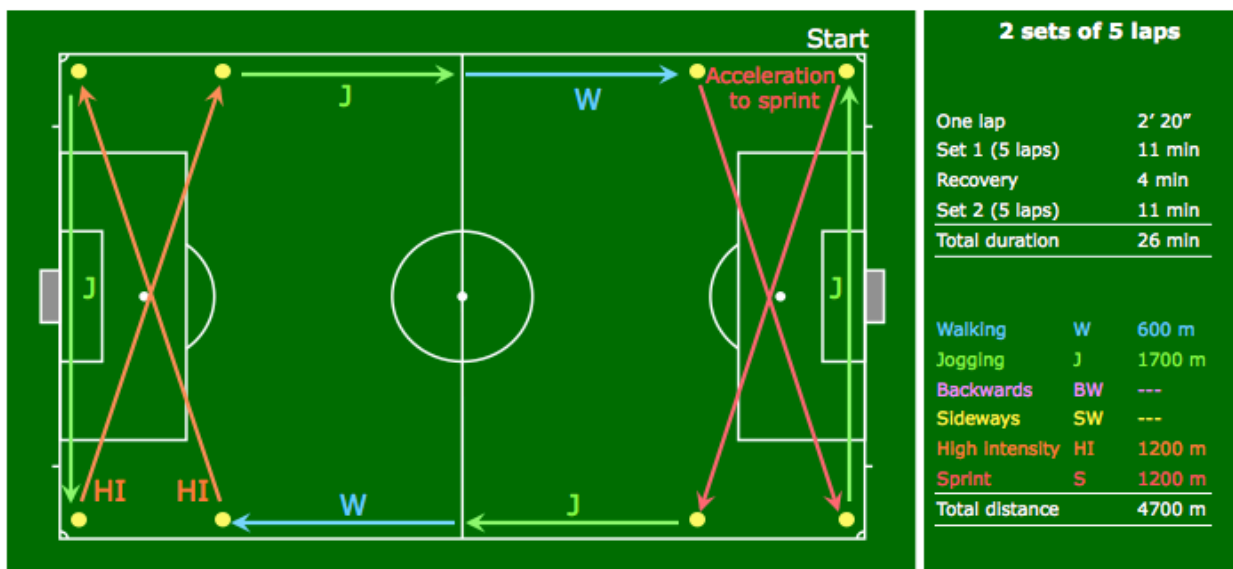 Start
Acceleration
to sprint
J
W
J
J
HI
HI
W
J
2 sets of 5 laps
One lap 2’ 20”
Set 1 (5 laps) 11 min
Recovery 4 min
Set 2 (5 laps) 11 min
Total duration 26 min
Walking W 600 m
Jogging J 1700 m
Backwards BW ---
Sideways SW ---
High intensity HI 1200 m
Sprint S 1200 m
Total distance 4700 m